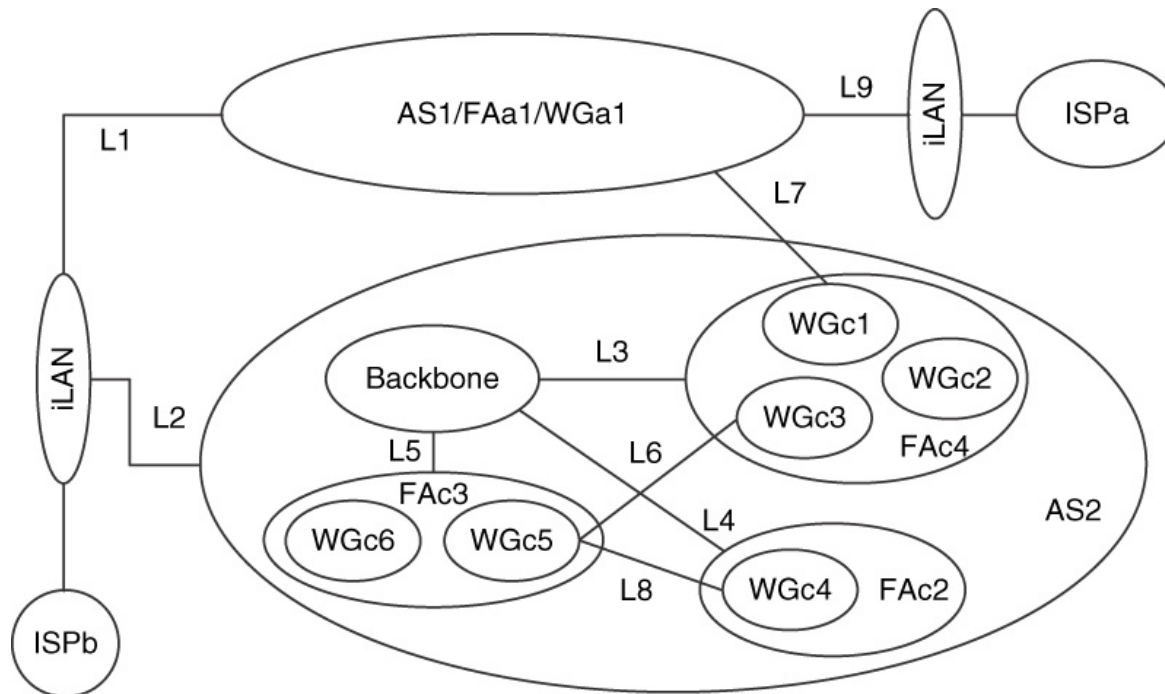 AS1/FAa1/WGa1
L9
iLAN
ISPa
L1
L7
WGc1
L3
Backbone
WGc2
iLAN
WGc3
L2
FAc4
L5
L6
FAc3
AS2
L4
WGc6
WGc5
L8
WGc4
FAc2
ISPb